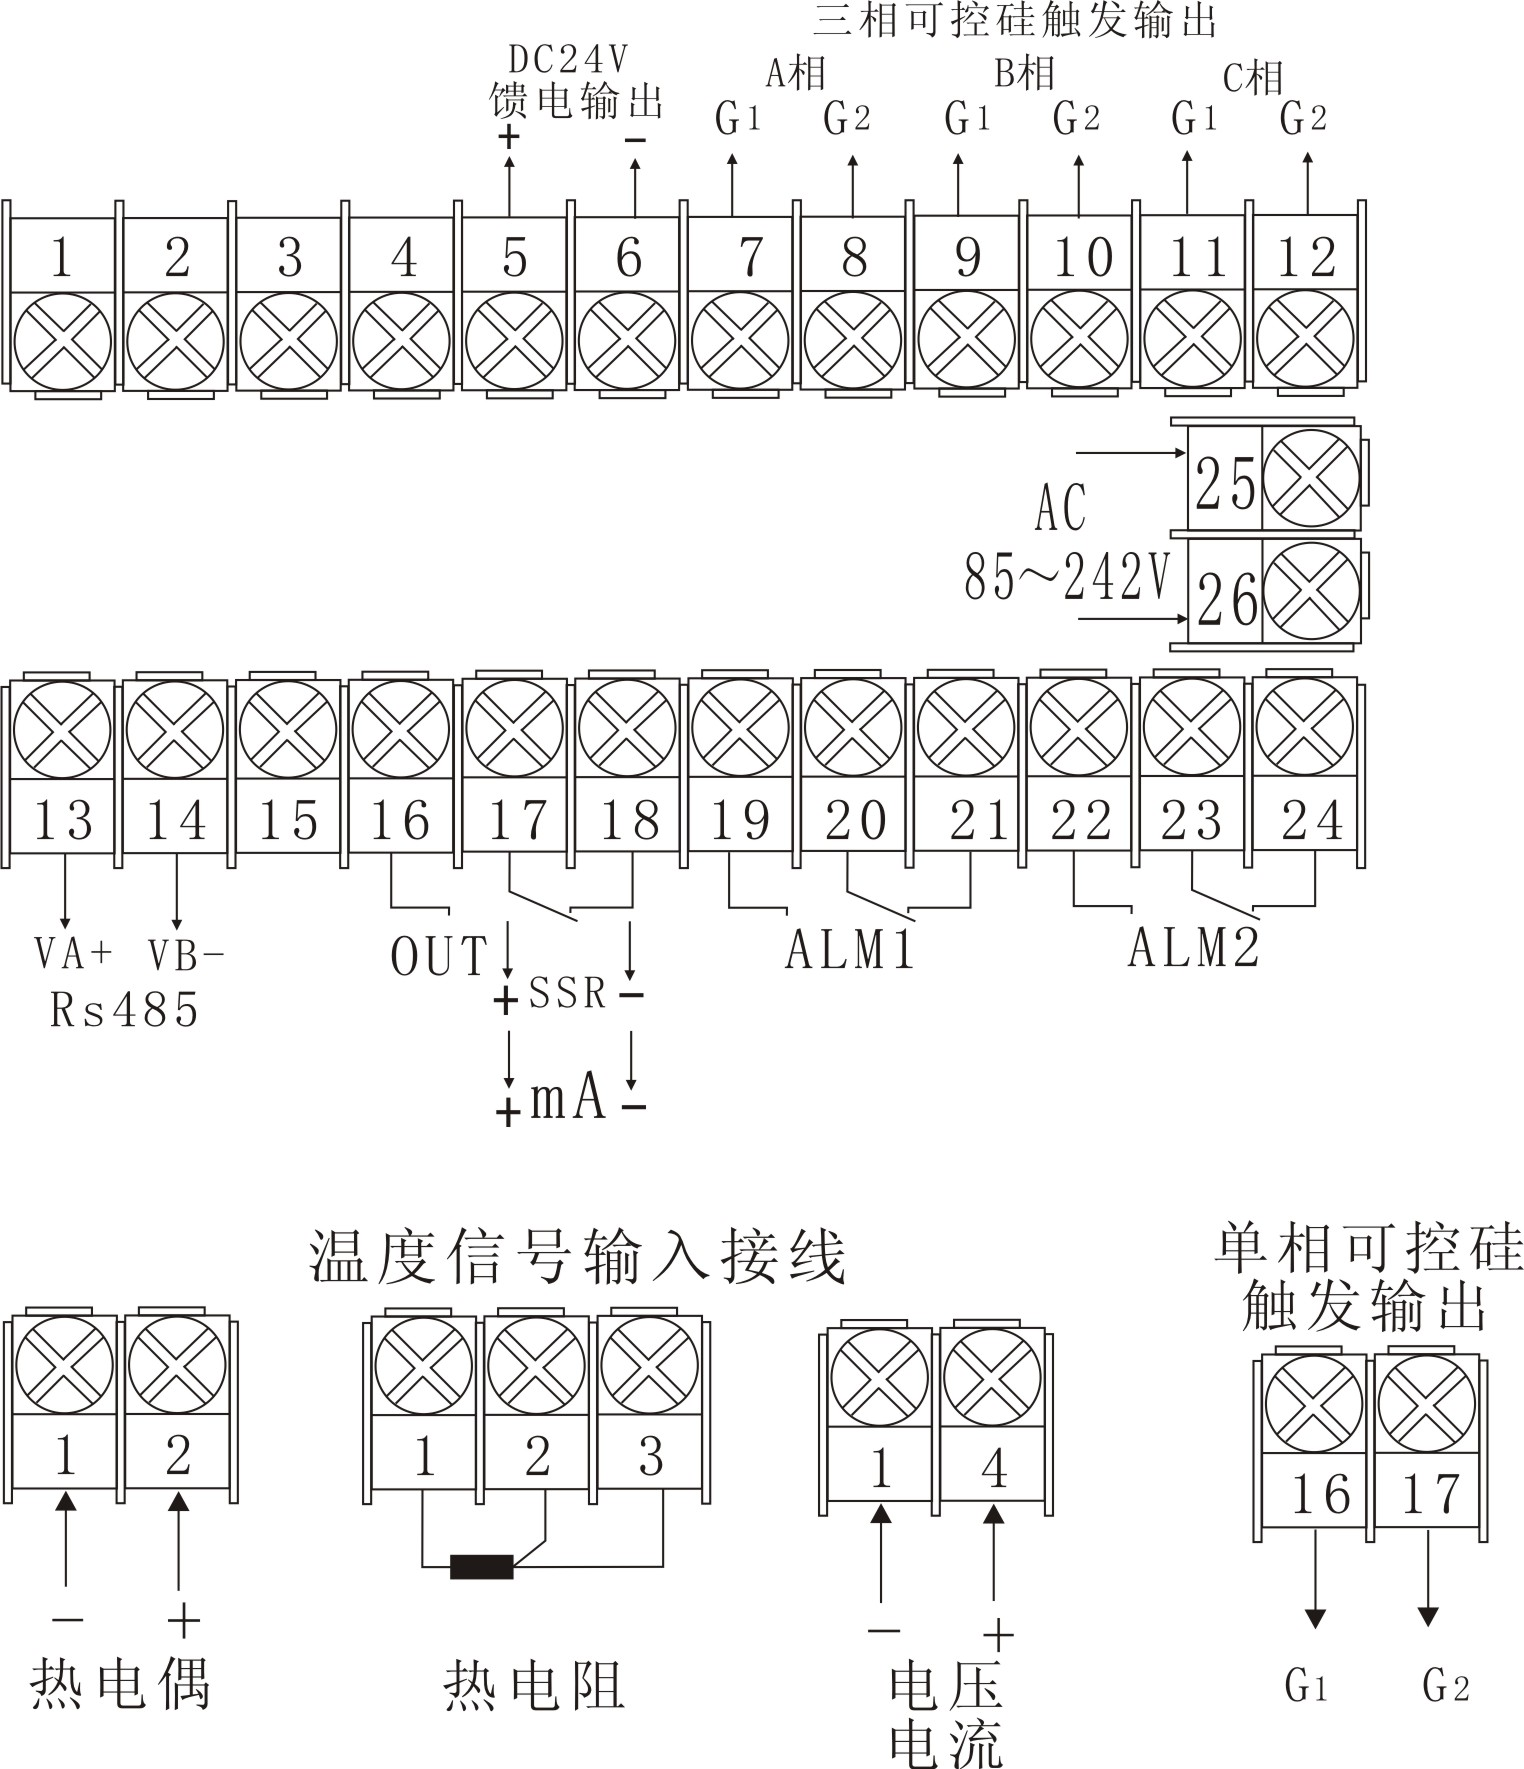 三相可控硅触发输出
DC24V
馈电输出
+ −
A相 B相 C相
G1 G2 G1 G2 G1 G2
1 2 3 4 5 6 7 8 9 10 11 12
25
AC
85～242V
26
13 14 15 16 17 18 19 20 21 22 23 24
VA+ VB-
Rs485
OUT
+ SSR −
+ mA −
ALM1
ALM2
温度信号输入接线
1 2
− +
热电偶
1 2 3
热电阻
1 4
− +
电压
电流
单相可控硅
触发输出
16 17
G1 G2